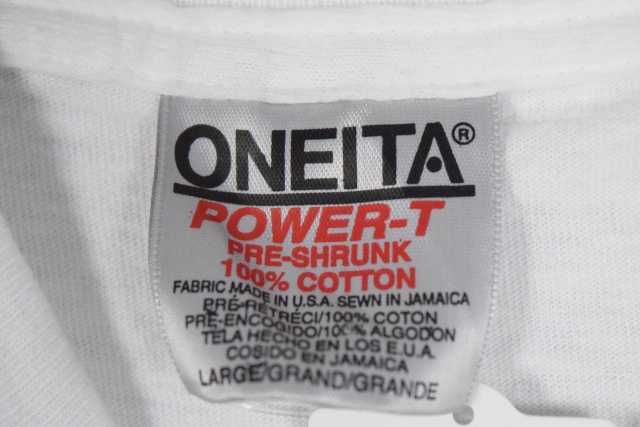 ONEITA®
POWER-T
PRE-SHRUNK
100% COTTON
FABRIC MADE IN U.S.A. SEWN IN JAMAICA
PRÉ-RÉTRÉCI/100% COTON
PRE-ENCOGIDO/100% ALGODON
TELA HECHO EN LOS E.U.A.
COSIDO EN JAMAICA
LARGE/GRAND/GRANDE